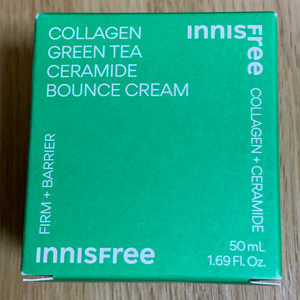 COLLAGEN
GREEN TEA
CERAMIDE
BOUNCE CREAM
innisFree
COLLAGEN + CERAMIDE
FIRM + BARRIER
innisFree
50 mL
1.69 Fl. Oz.